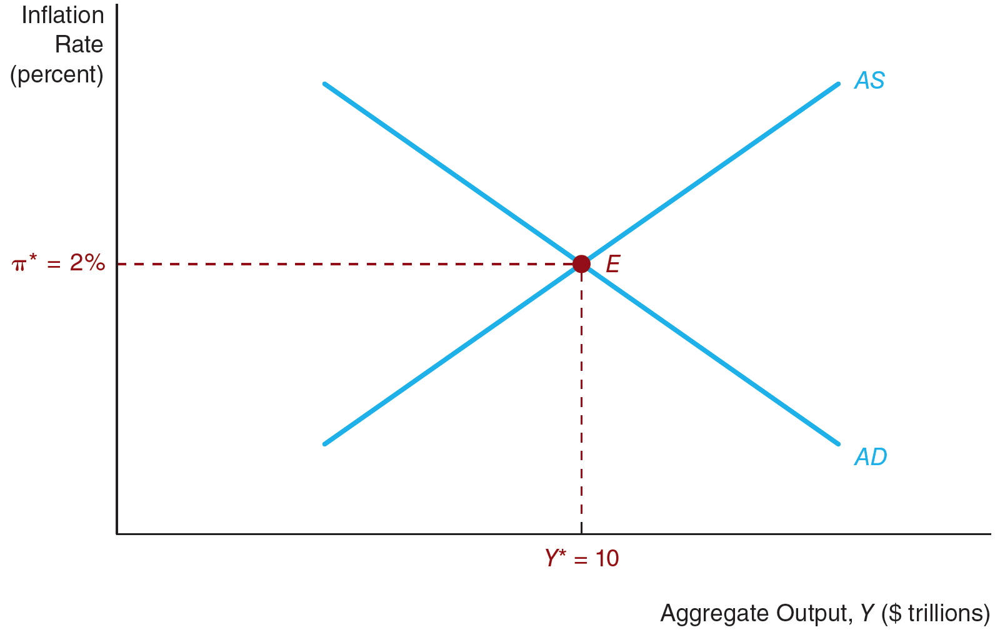 Inflation
Rate
(percent)
AS
π* = 2%
E
AD
Y* = 10
Aggregate Output, Y ($ trillions)